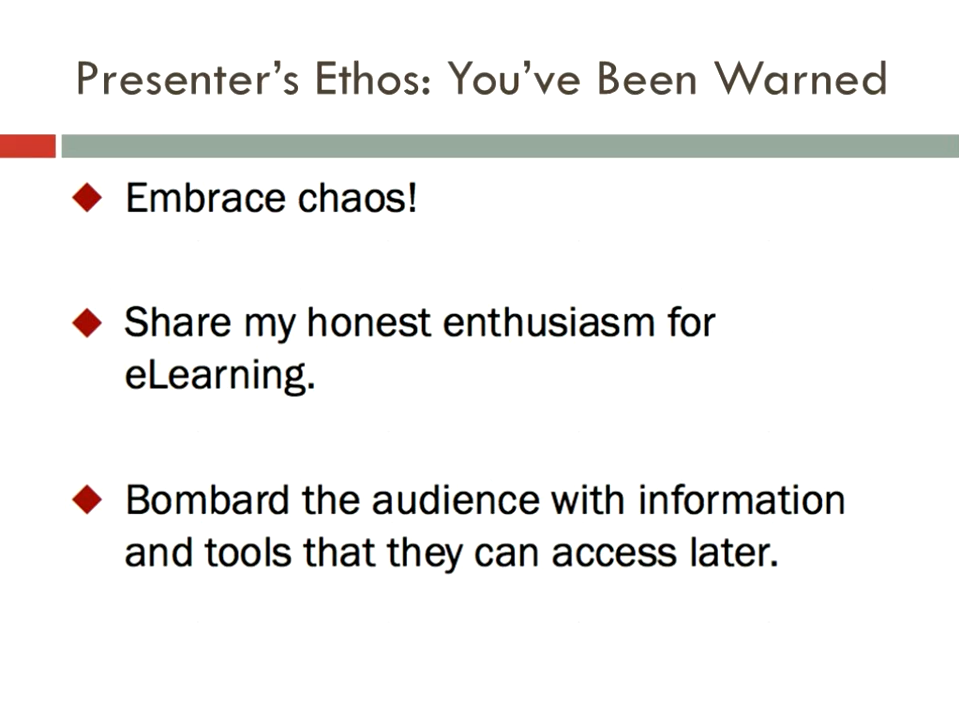 Presenter’s Ethos: You’ve Been Warned
Embrace chaos!
Share my honest enthusiasm for
eLearning.
Bombard the audience with information
and tools that they can access later.